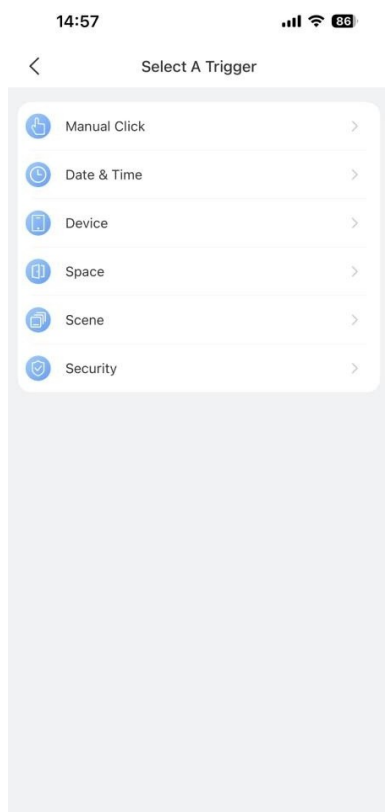 14:57
86
Select A Trigger
Manual Click
Date & Time
Device
Space
Scene
Security